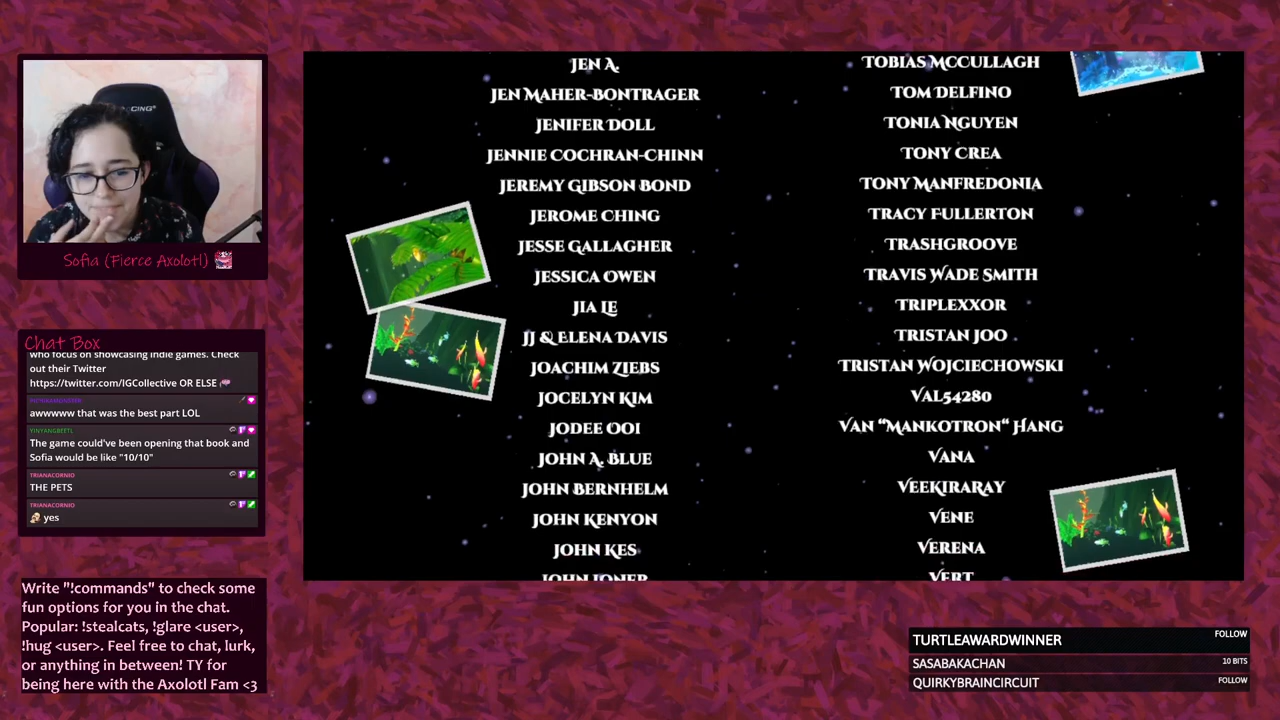 CING
Sofia (Fierce Axolotl)
Chat Box
who focus on showcasing indie games. Check
out their Twitter
https://twitter.com/IGCollective OR ELSE
awwwww that was the best part LOL
YINYANGBEETL
The game could've been opening that book and
Sofia would be like "10/10"
TRIANACORNIO
THE PETS
TRIANACORNIO
yes
Write "!commands" to check some
fun options for you in the chat.
Popular: !stealcats, !glare <user>,
!hug <user>. Feel free to chat, lurk,
or anything in between! TY for
being here with the Axolotl Fam <3
JEN A.
JEN MAHER-BONTRAGER
JENIFER DOLL
JENNIE COCHRAN-CHINN
JEREMY GIBSON BOND
JEROME CHING
JESSE GALLAGHER
JESSICA OWEN
JIA LE
JJ & ELENA DAVIS
JOACHIM ZIEBS
JOCELYN KIM
JODEE OOI
JOHN A. BLUE
JOHN BERNHELM
JOHN KENYON
JOHN KES
TOBIAS MCCULLAGH
TOM DELFINO
TONIA NGUYEN
TONY CREA
TONY MANFREDONIA
TRACY FULLERTON
TRASHGROOVE
TRAVIS WADE SMITH
TRIPLEXXOR
TRISTAN JOO
TRISTAN WOJCIECHOWSKI
VAL54280
VAN “MANKOTRON“ HANG
VANA
VEEKIRARAY
VENE
VERENA
VERT
TURTLEAWARDWINNER FOLLOW
SASABAKACHAN 10 BITS
QUIRKYBRAINCIRCUIT FOLLOW